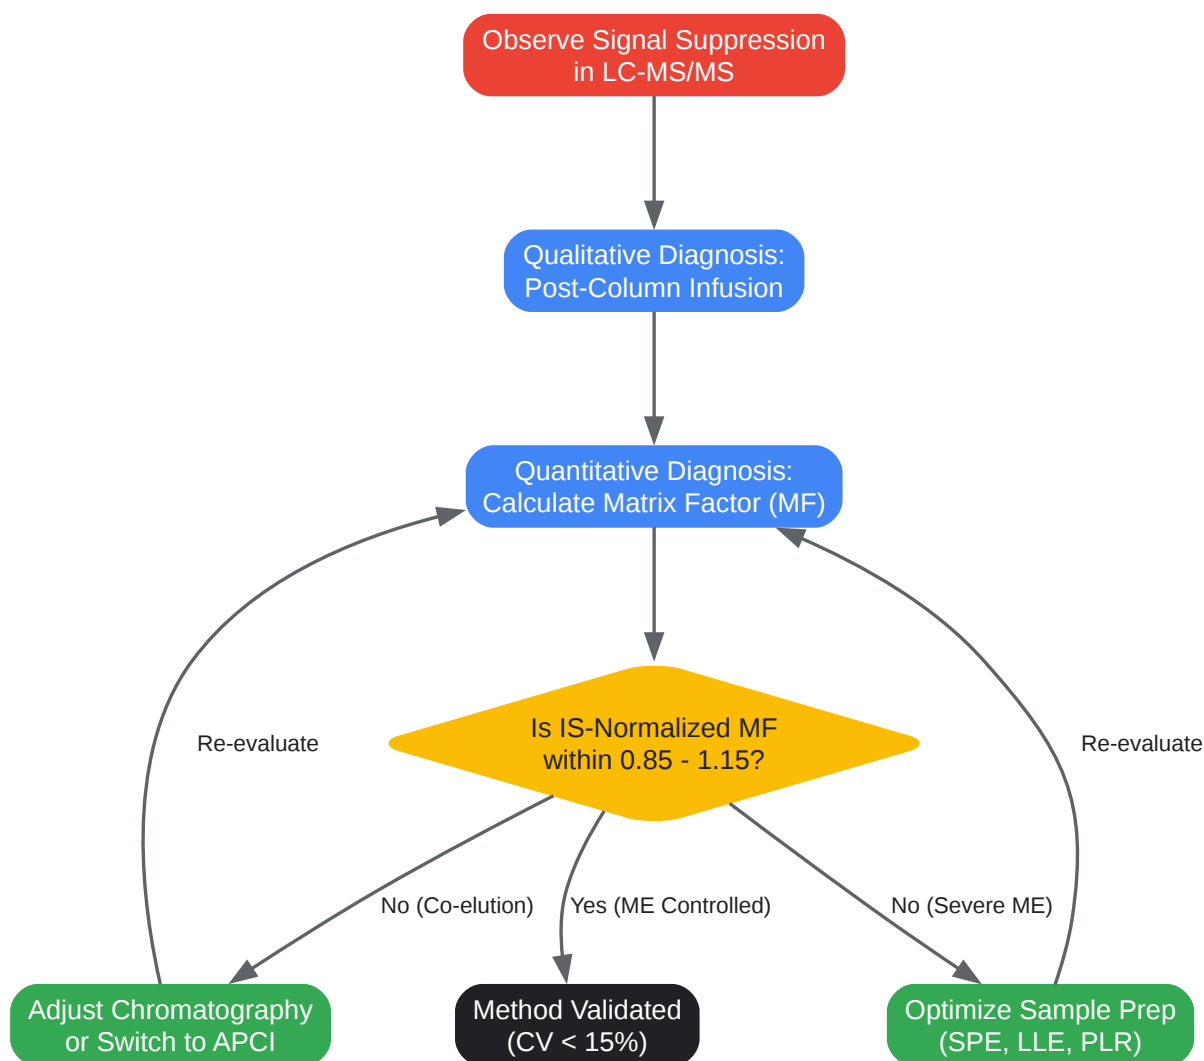 Observe Signal Suppression
in LC-MS/MS
Qualitative Diagnosis:
Post-Column Infusion
Quantitative Diagnosis:
Calculate Matrix Factor (MF)
Is IS-Normalized MF
within 0.85 - 1.15?
Re-evaluate
Re-evaluate
No (Co-elution)
Yes (ME Controlled)
No (Severe ME)
Adjust Chromatography
or Switch to APCI
Method Validated
(CV < 15%)
Optimize Sample Prep
(SPE, LLE, PLR)